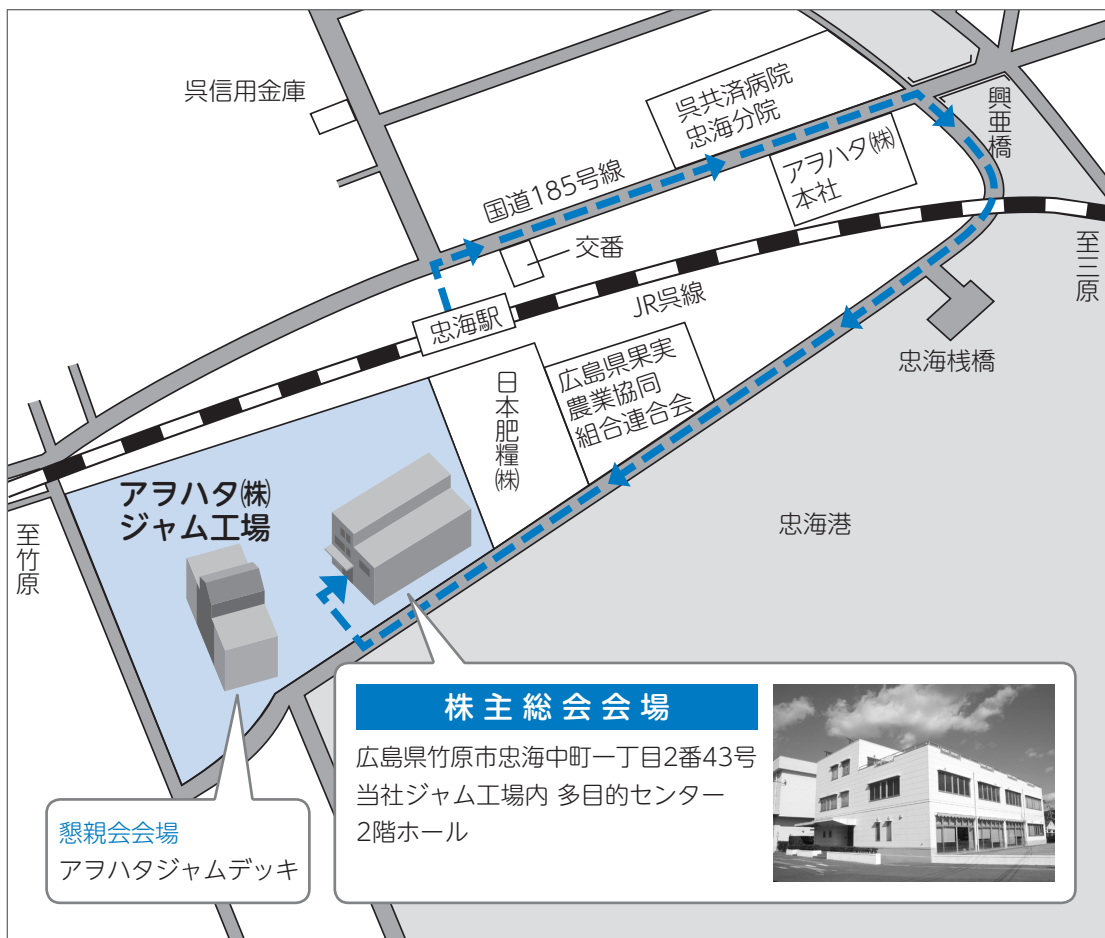 呉信用金庫
呉共済病院
忠海分院
興亜橋
アヲハタ㈱
本社
国道185号線
交番
至三原
JR呉線
忠海駅
忠海桟橋
広島県果実
農業協同
組合連合会
日本肥糧㈱
アヲハタ㈱
ジャム工場
忠海港
至竹原
株主総会会場
広島県竹原市忠海中町一丁目2番43号
当社ジャム工場内 多目的センター
2階ホール
懇親会会場
アヲハタジャムデッキ